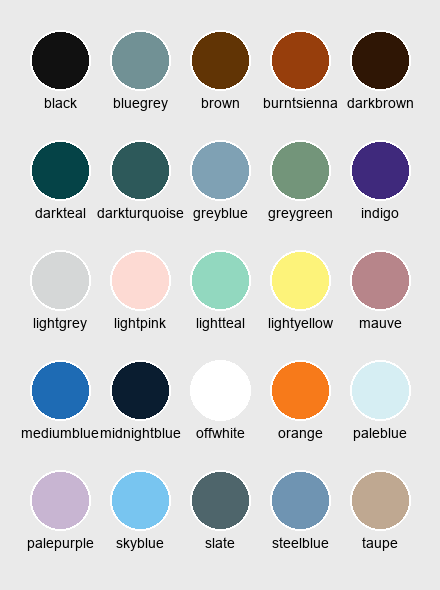 black bluegrey brown burntsienna darkbrown
darkteal darkturquoise greyblue greygreen indigo
lightgrey lightpink lightteal lightyellow mauve
mediumblue midnightblue offwhite orange paleblue
palepurple skyblue slate steelblue taupe